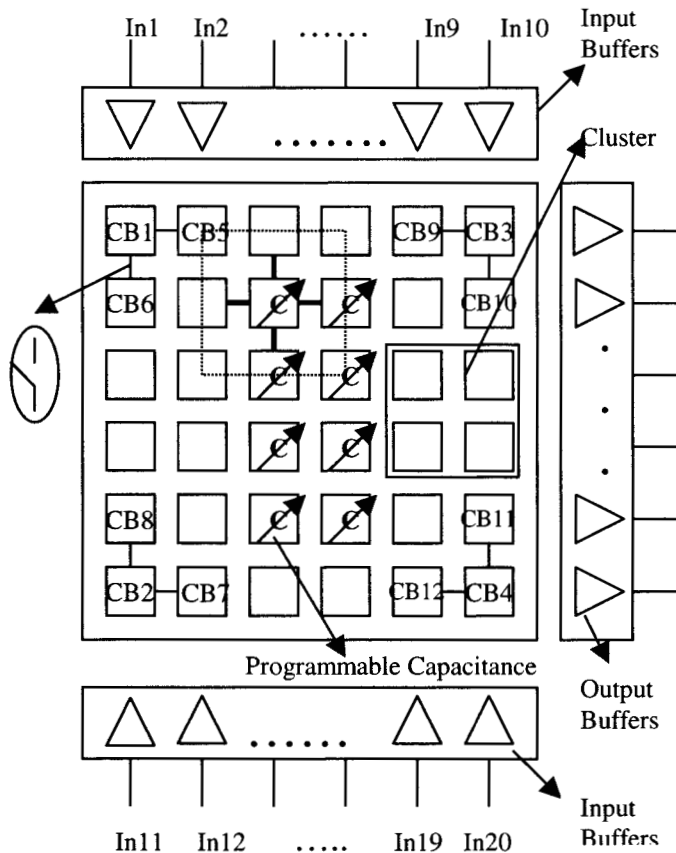 In1 In2 ...... In9 In10
Input
Buffers
.......
Cluster
CB1 CB5 CB9 CB3
CB6 C C CB10
C C
C C
CB8 C C CB11
CB2 CB7 CB12 CB4
Programmable Capacitance
Output
Buffers
......
Input
Buffers
In11 In12 ..... In19 In20